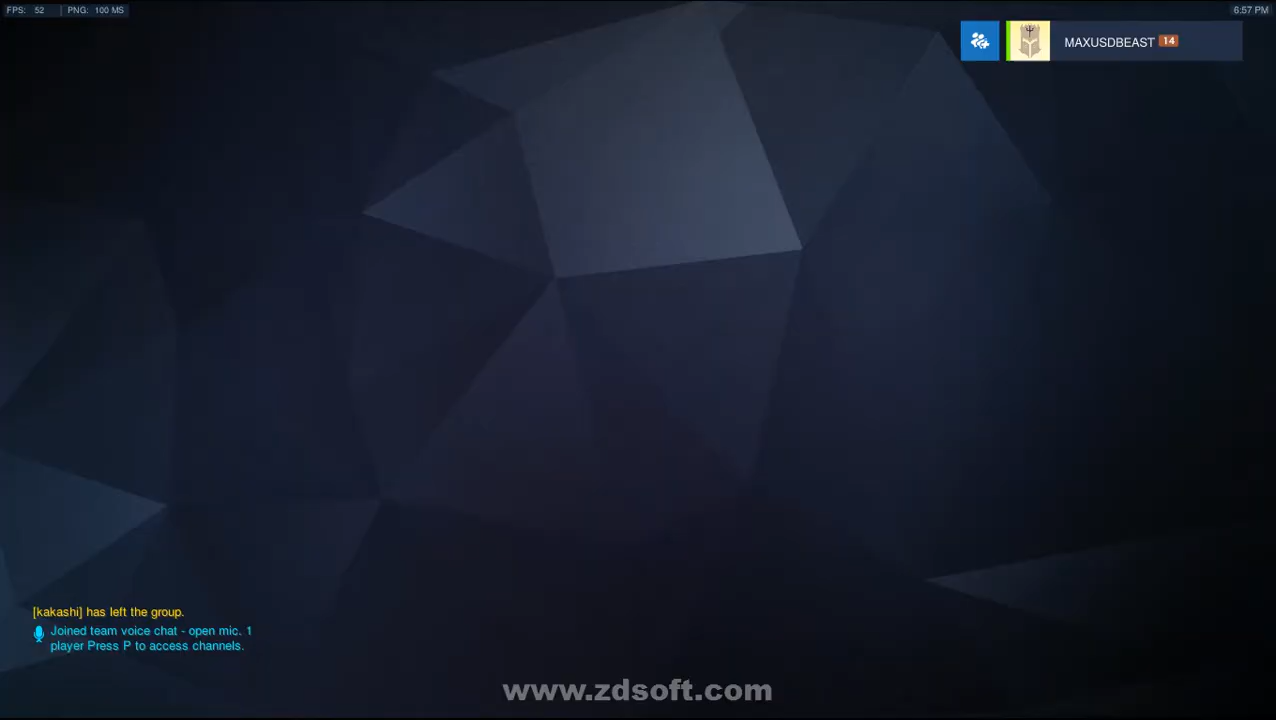 FPS: 52 | PNG: 100 MS
6:57 PM
MAXUSDBEAST 14
[kakashi] has left the group.
Joined team voice chat - open mic. 1
player Press P to access channels.
www.zdsoft.com